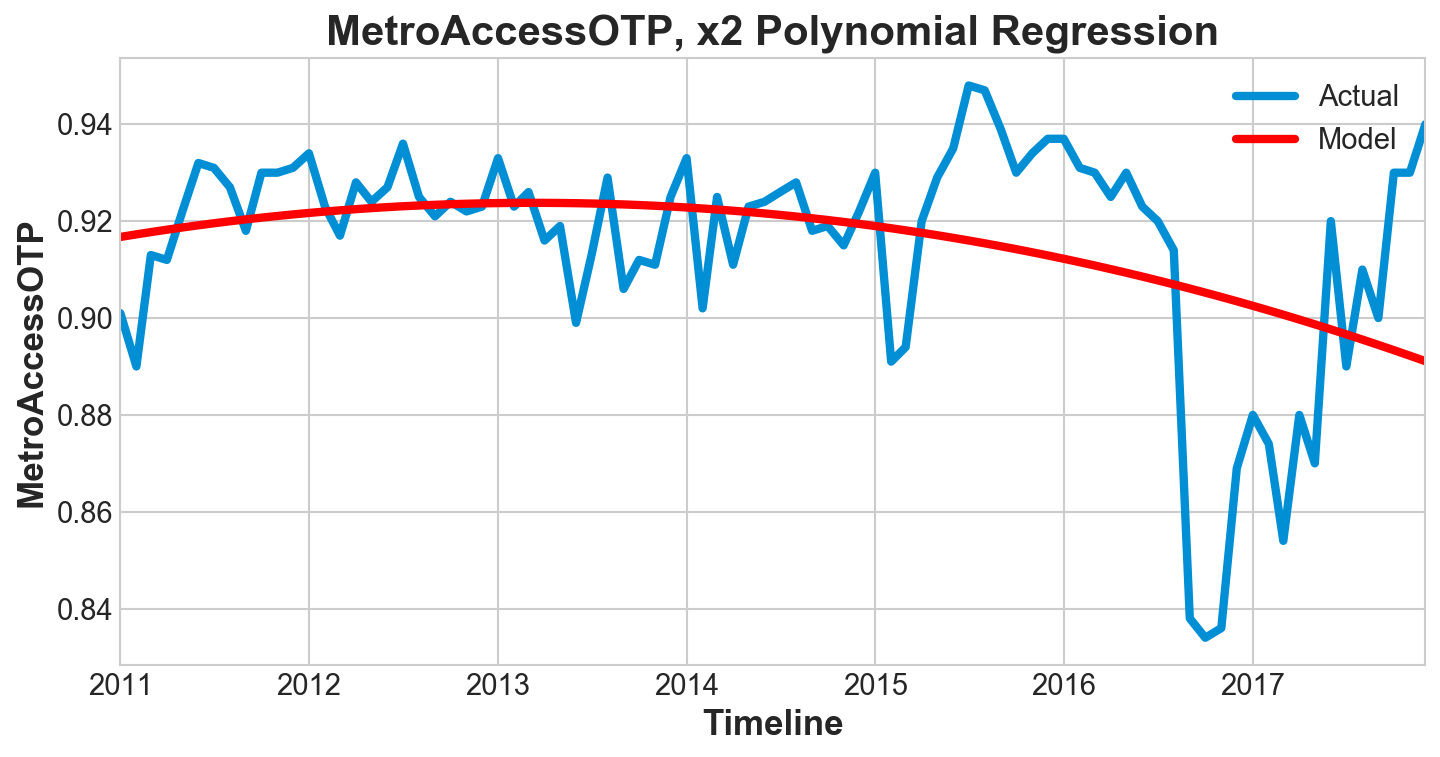 MetroAccessOTP, x2 Polynomial Regression
Actual
Model
0.94
0.92
0.90
0.88
0.86
0.84
MetroAccessOTP
2011 2012 2013 2014 2015 2016 2017
Timeline